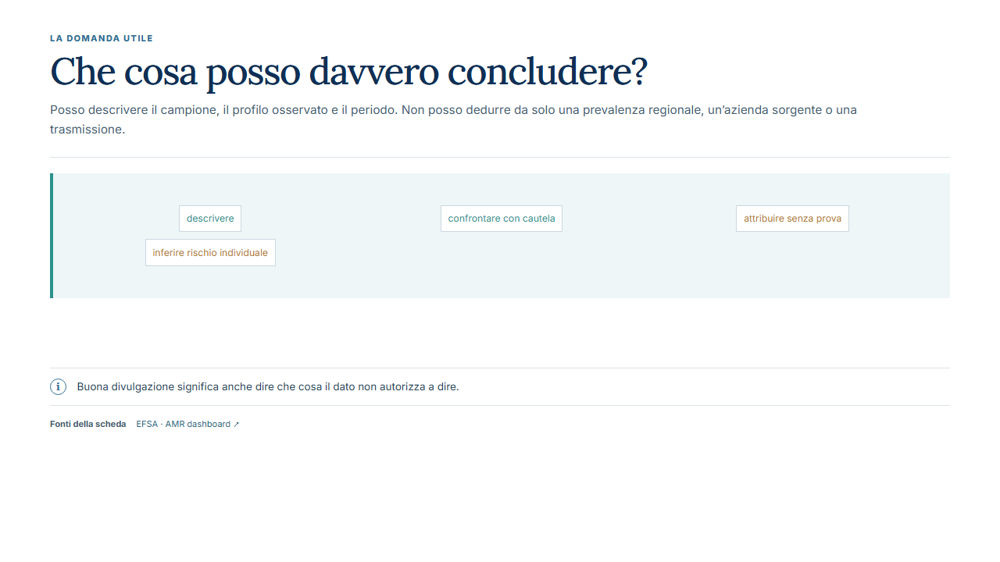 LA DOMANDA UTILE
Che cosa posso davvero concludere?
Posso descrivere il campione, il profilo osservato e il periodo. Non posso dedurre da solo una prevalenza regionale, un’azienda sorgente o una
trasmissione.
descrivere
confrontare con cautela
attribuire senza prova
inferire rischio individuale
Buona divulgazione significa anche dire che cosa il dato non autorizza a dire.
Fonti della scheda EFSA · AMR dashboard ↗